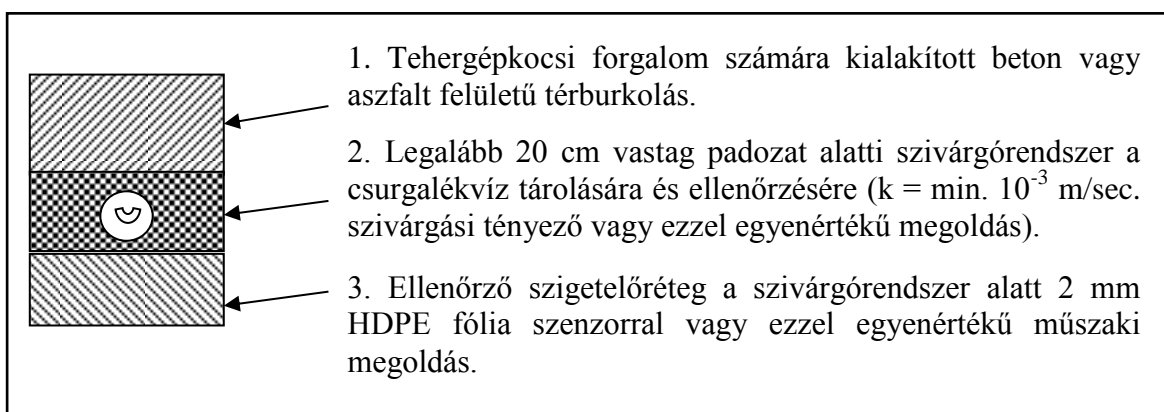 1. Tehergépkocsi forgalom számára kialakított beton vagy
aszfalt felületű térburkolás.
2. Legalább 20 cm vastag padozat alatti szivárgórendszer a
csurgalékvíz tárolására és ellenőrzésére (k = min. 10⁻³ m/sec.
szivárgási tényező vagy ezzel egyenértékű megoldás).
3. Ellenőrző szigetelőréteg a szivárgórendszer alatt 2 mm
HDPE fólia szenzorral vagy ezzel egyenértékű műszaki
megoldás.